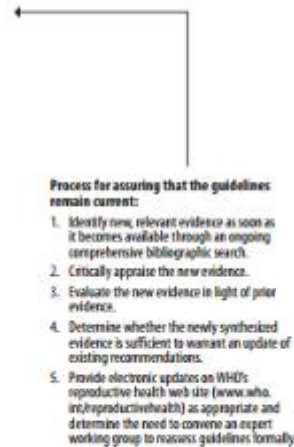 Process for assuring that the guidelines
remain current:
1. Identify new, relevant evidence as soon as
it becomes available through an ongoing
comprehensive bibliographic search.
2. Critically appraise the new evidence.
3. Evaluate the new evidence in light of prior
evidence.
4. Determine whether the newly synthesized
evidence is sufficient to warrant an update of
existing recommendations.
5. Provide electronic updates on WHO's
reproductive health web site (www.who.
int/reproductivehealth) as appropriate and
determine the need to convene an expert
working group to reassess guidelines formally